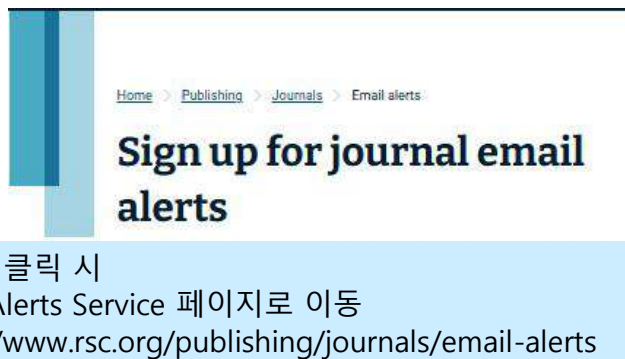 Home > Publishing > Journals > Email alerts
Sign up for journal email
alerts
클릭 시
Alerts Service 페이지로 이동
/www.rsc.org/publishing/journals/email-alerts